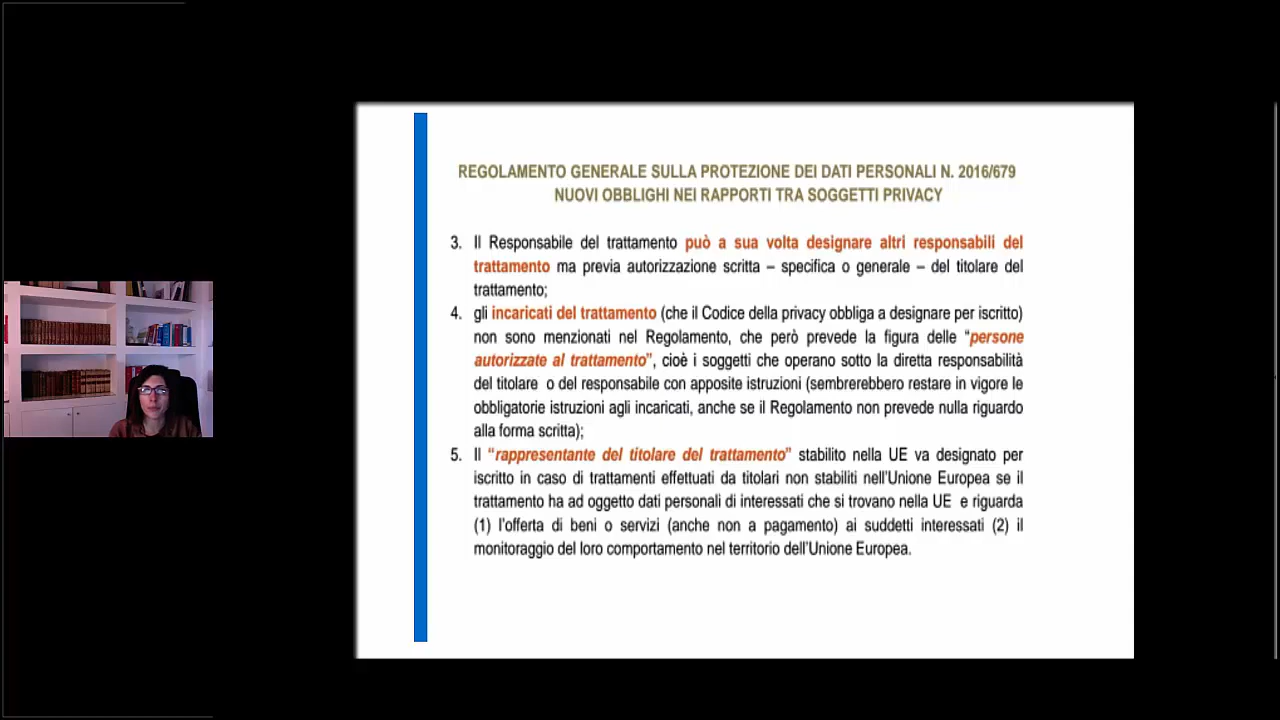 REGOLAMENTO GENERALE SULLA PROTEZIONE DEI DATI PERSONALI N. 2016/679
NUOVI OBBLIGHI NEI RAPPORTI TRA SOGGETTI PRIVACY
3. Il Responsabile del trattamento può a sua volta designare altri responsabili del
trattamento ma previa autorizzazione scritta – specifica o generale – del titolare del
trattamento;
4. gli incaricati del trattamento (che il Codice della privacy obbliga a designare per iscritto)
non sono menzionati nel Regolamento, che però prevede la figura delle “persone
autorizzate al trattamento”, cioè i soggetti che operano sotto la diretta responsabilità
del titolare o del responsabile con apposite istruzioni (sembrerebbero restare in vigore le
obbligatorie istruzioni agli incaricati, anche se il Regolamento non prevede nulla riguardo
alla forma scritta);
5. Il “rappresentante del titolare del trattamento” stabilito nella UE va designato per
iscritto in caso di trattamenti effettuati da titolari non stabiliti nell’Unione Europea se il
trattamento ha ad oggetto dati personali di interessati che si trovano nella UE e riguarda
(1) l’offerta di beni o servizi (anche non a pagamento) ai suddetti interessati (2) il
monitoraggio del loro comportamento nel territorio dell’Unione Europea.